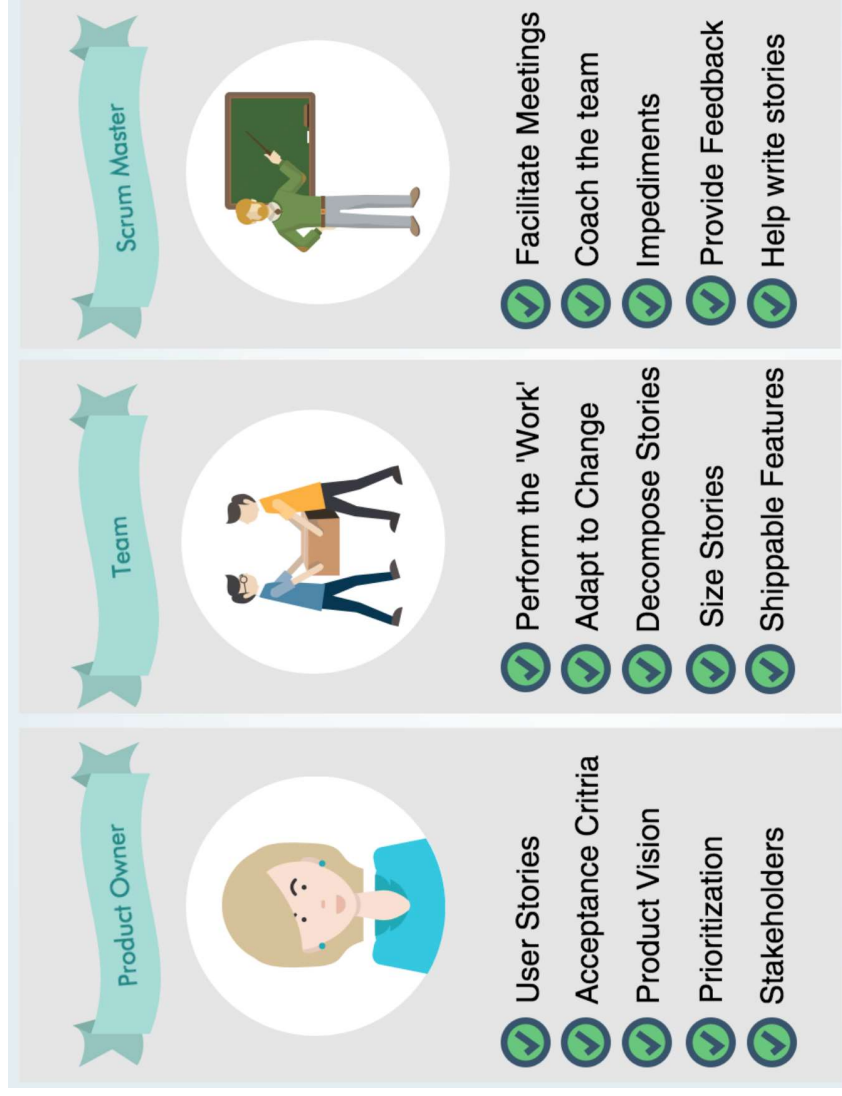 Product Owner
User Stories
Acceptance Critria
Product Vision
Prioritization
Stakeholders
Team
Perform the 'Work'
Adapt to Change
Decompose Stories
Size Stories
Shippable Features
Scrum Master
Facilitate Meetings
Coach the team
Impediments
Provide Feedback
Help write stories